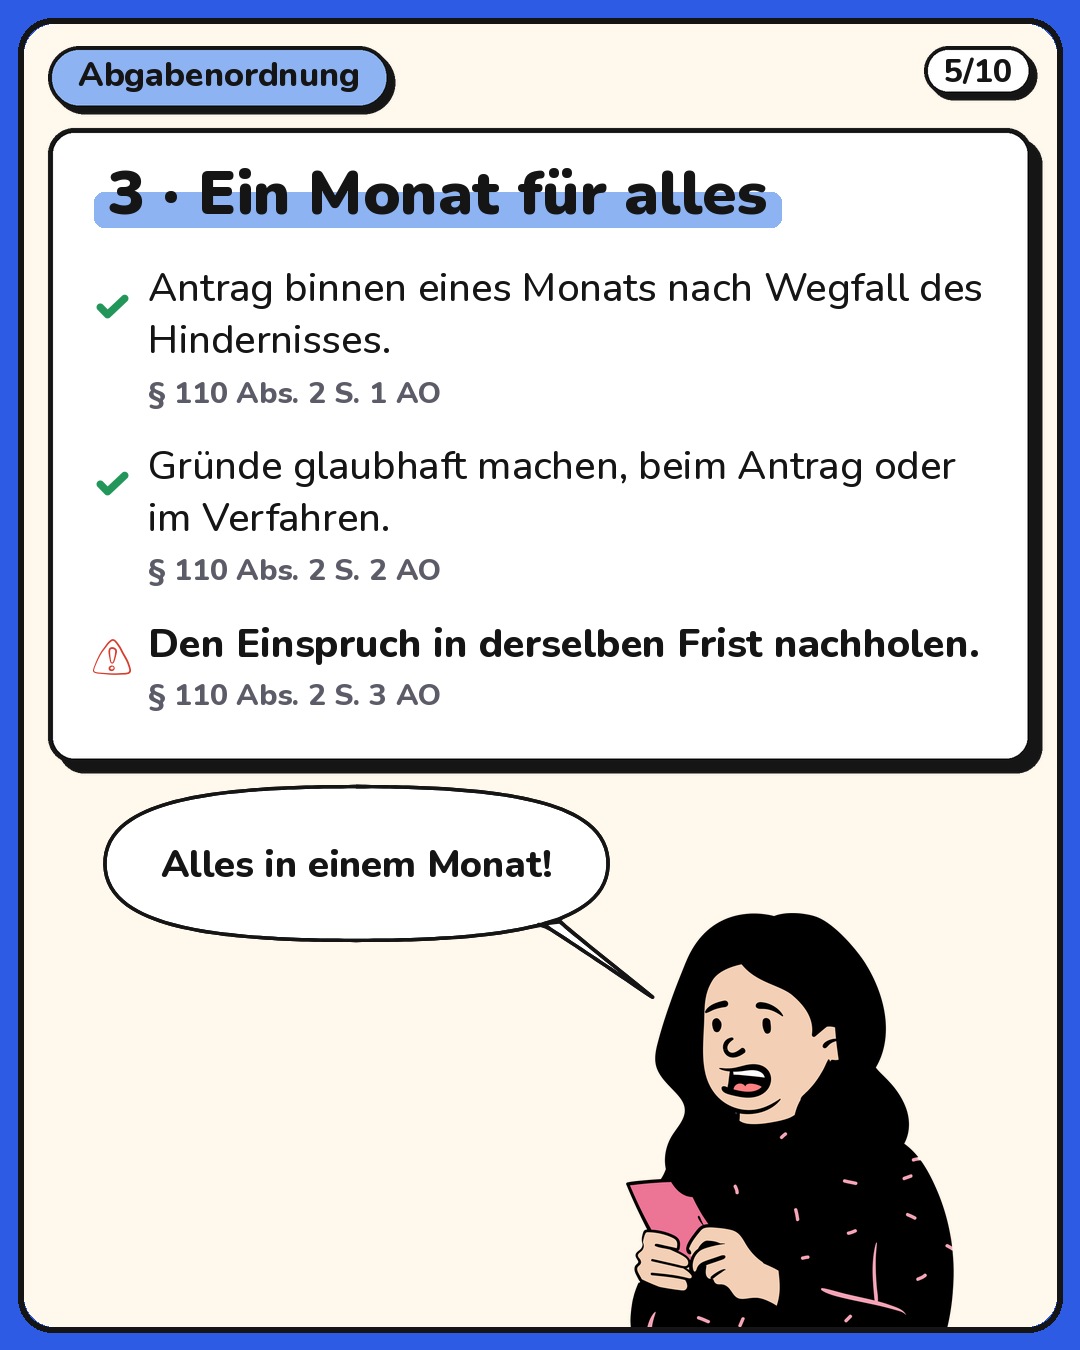 Abgabenordnung
5/10
3 · Ein Monat für alles
Antrag binnen eines Monats nach Wegfall des
Hindernisses.
§ 110 Abs. 2 S. 1 AO
Gründe glaubhaft machen, beim Antrag oder
im Verfahren.
§ 110 Abs. 2 S. 2 AO
Den Einspruch in derselben Frist nachholen.
§ 110 Abs. 2 S. 3 AO
Alles in einem Monat!